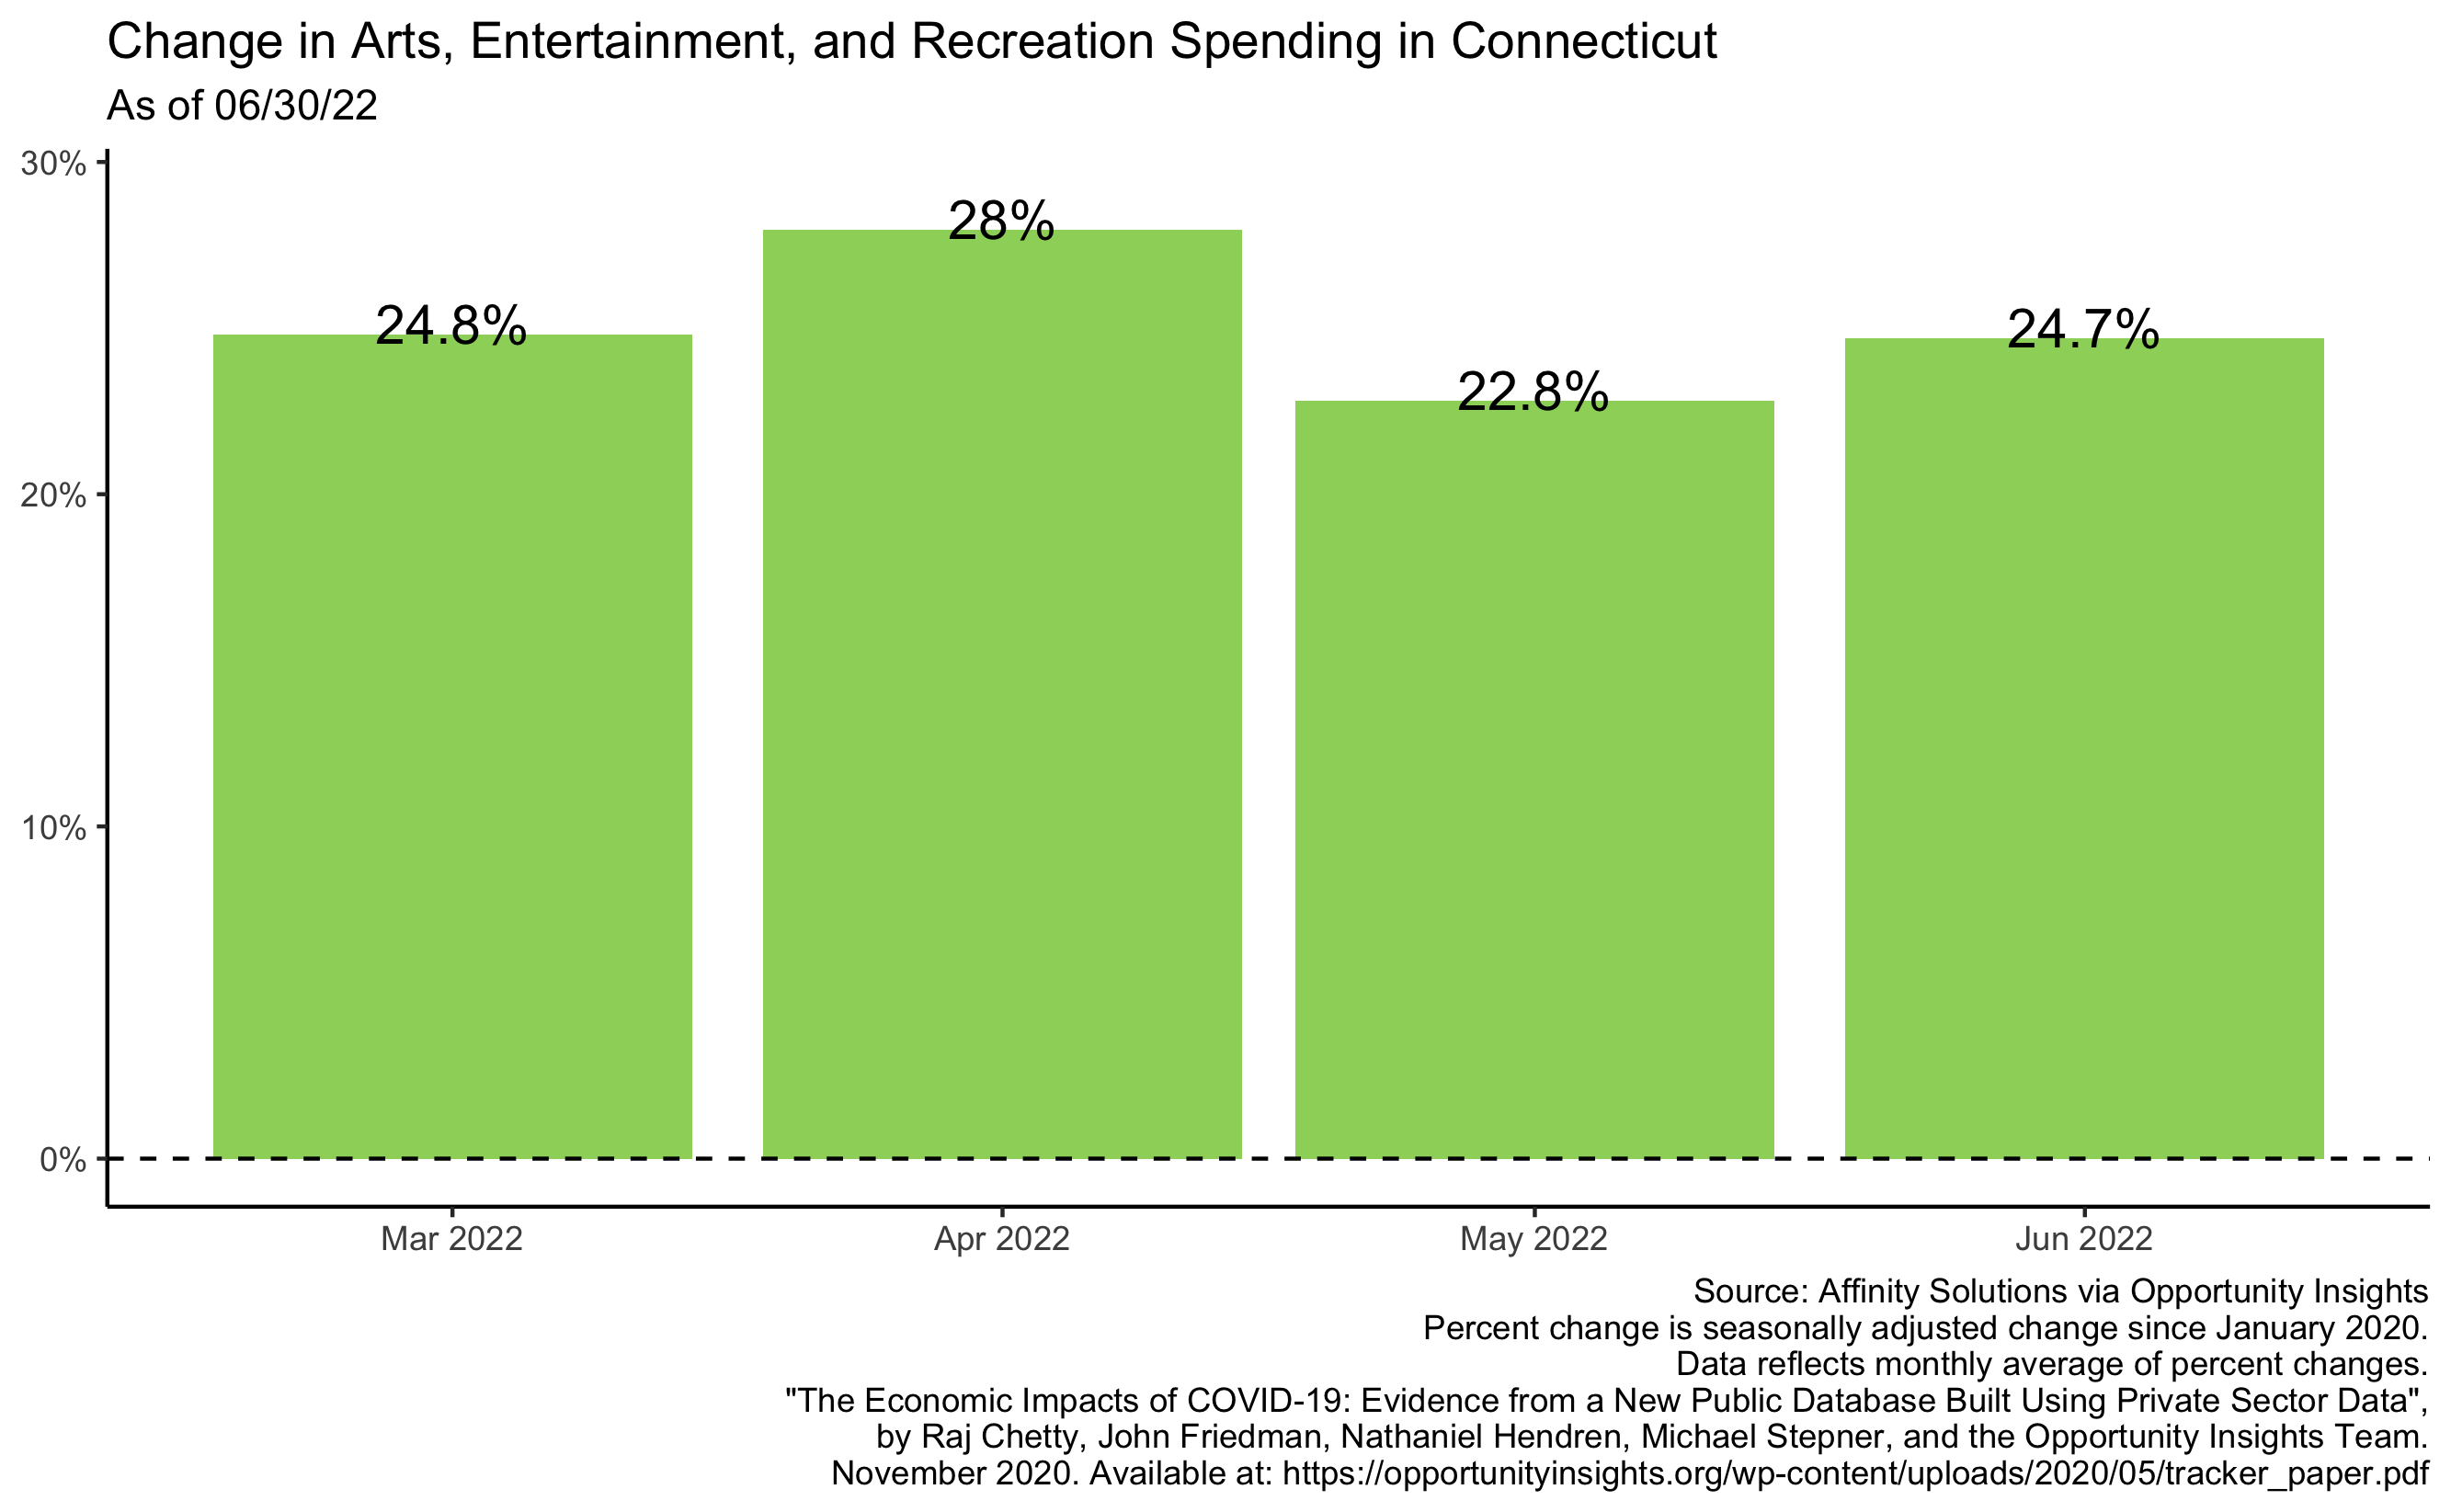 Change in Arts, Entertainment, and Recreation Spending in Connecticut
As of 06/30/22
30%
20%
10%
0%
24.8%
28%
22.8%
24.7%
Mar 2022
Apr 2022
May 2022
Jun 2022
Source: Affinity Solutions via Opportunity Insights
Percent change is seasonally adjusted change since January 2020.
Data reflects monthly average of percent changes.
"The Economic Impacts of COVID-19: Evidence from a New Public Database Built Using Private Sector Data",
by Raj Chetty, John Friedman, Nathaniel Hendren, Michael Stepner, and the Opportunity Insights Team.
November 2020. Available at: https://opportunityinsights.org/wp-content/uploads/2020/05/tracker_paper.pdf